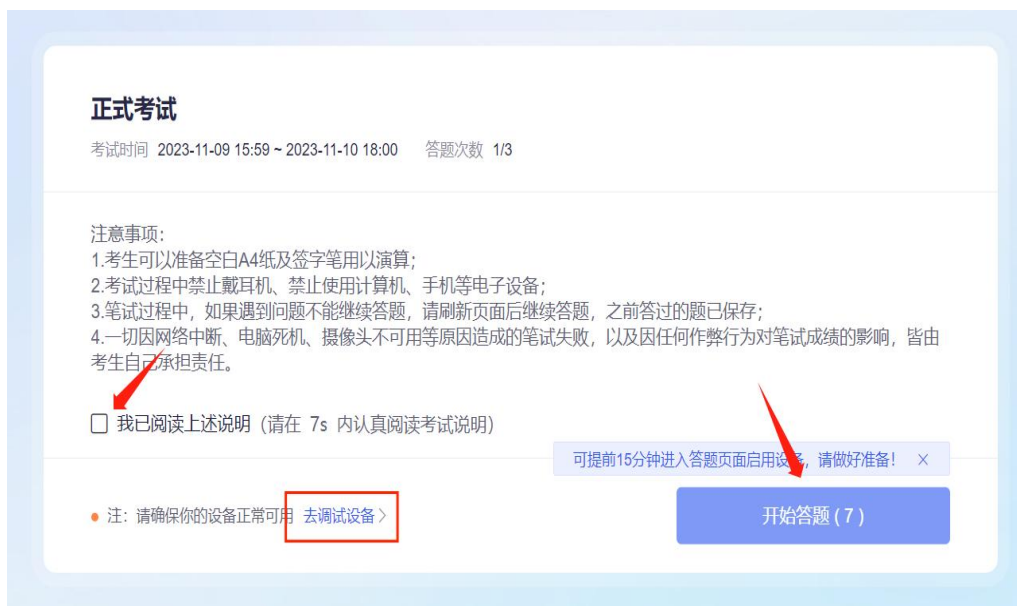 正式考试
考试时间 2023-11-09 15:59 ~ 2023-11-10 18:00 答题次数 1/3
注意事项：
1.考生可以准备空白A4纸及签字笔用以演算；
2.考试过程中禁止戴耳机、禁止使用计算机、手机等电子设备；
3.笔试过程中，如果遇到问题不能继续答题，请刷新页面后继续答题，之前答过的题已保存；
4.一切因网络中断、电脑死机、摄像头不可用等原因造成的笔试失败，以及因任何作弊行为对笔试成绩的影响，皆由
考生自己承担责任。
我已阅读上述说明（请在 7s 内认真阅读考试说明）
可提前15分钟进入答题页面启用设备，请做好准备！ ×
注：请确保你的设备正常可用 去调试设备 >
开始答题 ( 7 )